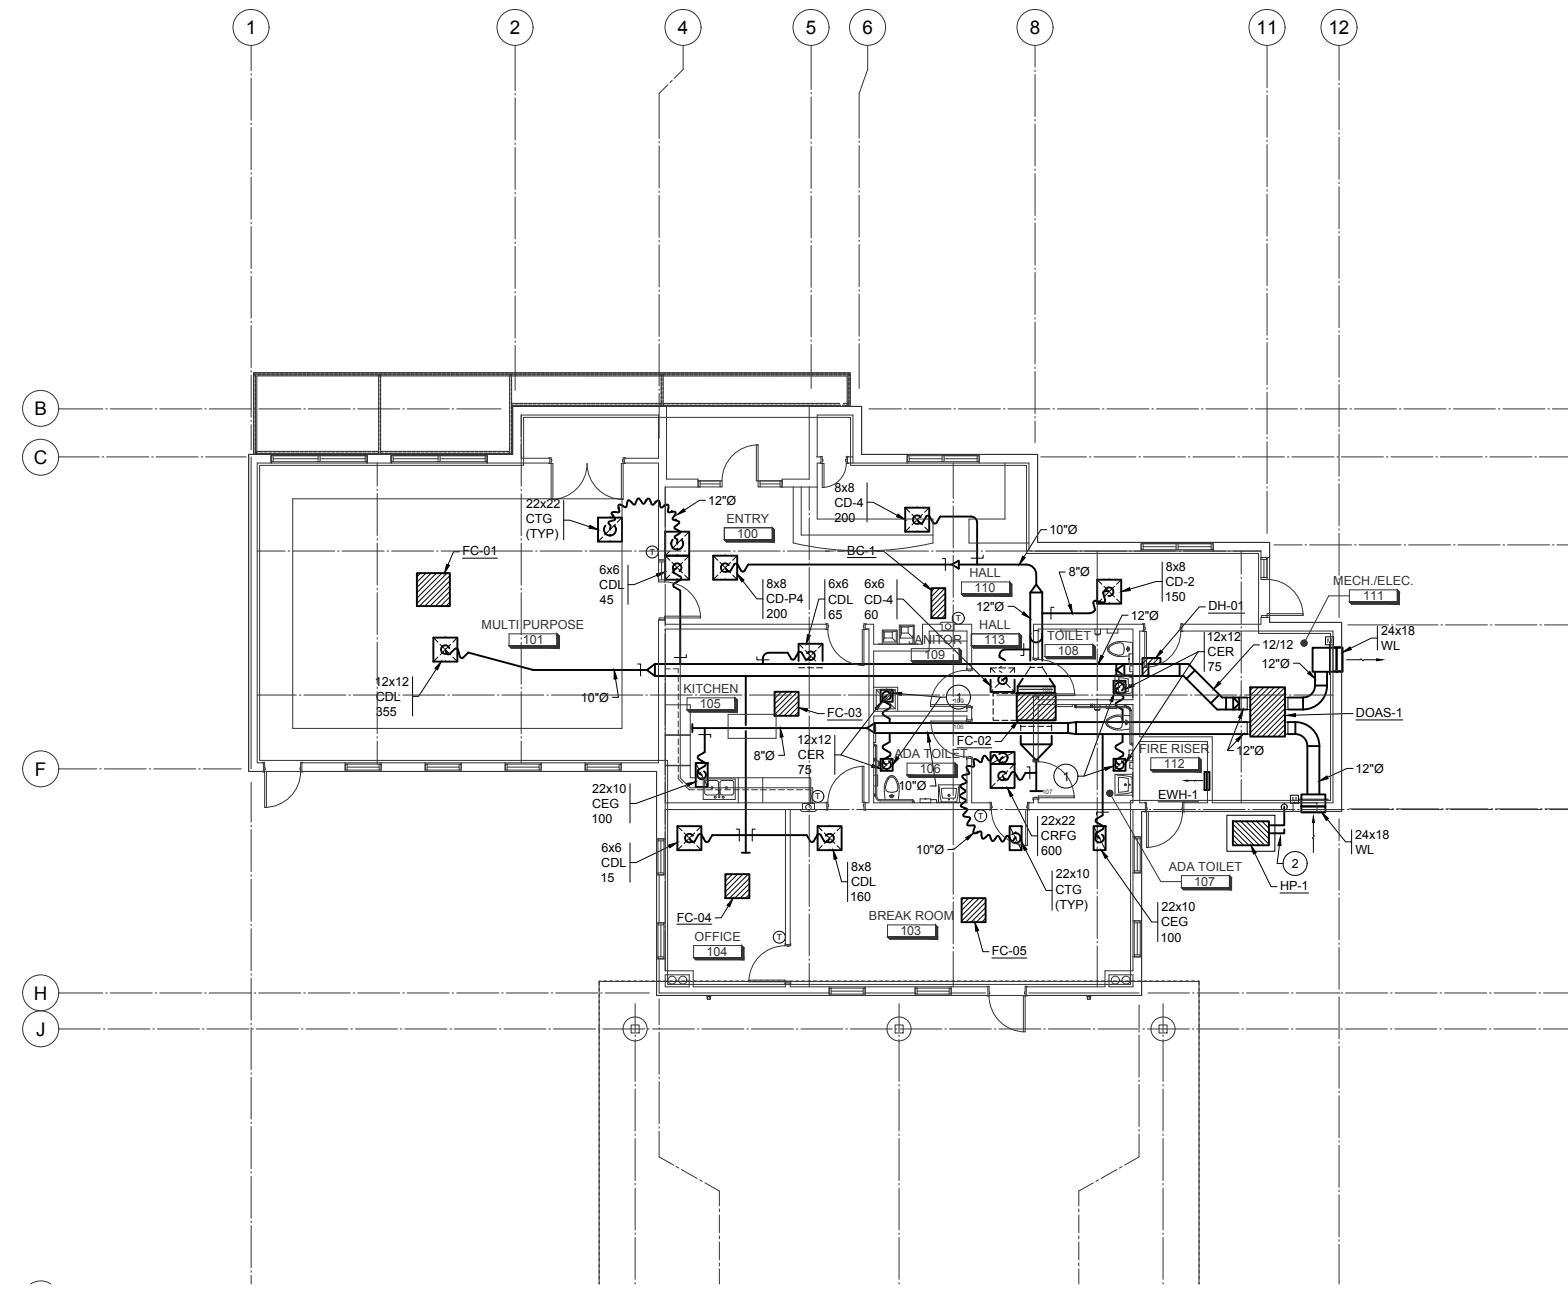 1
2
4
5
6
8
11
12
B
C
F
H
J
22x22
CTG
(TYP)
12"Ø
ENTRY
100
8x8
CD-4
200
10"Ø
FC-01
BC-1
6x6
CDL
45
8x8
CD-P4
200
6x6
CDL
65
6x6
CD-4
60
HALL
110
8"Ø
8x8
CD-2
150
MECH./ELEC.
111
MULTI PURPOSE
101
12"Ø
HALL
113
12"Ø
DH-01
JANITOR
109
TOILET
108
12x12
CER
75
12/12
24x18
WL
12"Ø
12x12
CDL
355
10"Ø
KITCHEN
105
FC-03
1
DOAS-1
FC-02
8"Ø
12x12
CER
75
ADA TOILET
106
10"Ø
FIRE RISER
112
12"Ø
12"Ø
1
107
EWH-1
22x10
CEG
100
T
T
T
T
T
22x22
CRFG
600
24x18
WL
2
HP-1
6x6
CDL
15
8x8
CDL
160
10"Ø
22x10
CTG
(TYP)
ADA TOILET
107
22x10
CEG
100
FC-04
OFFICE
104
T
BREAK ROOM
103
FC-05